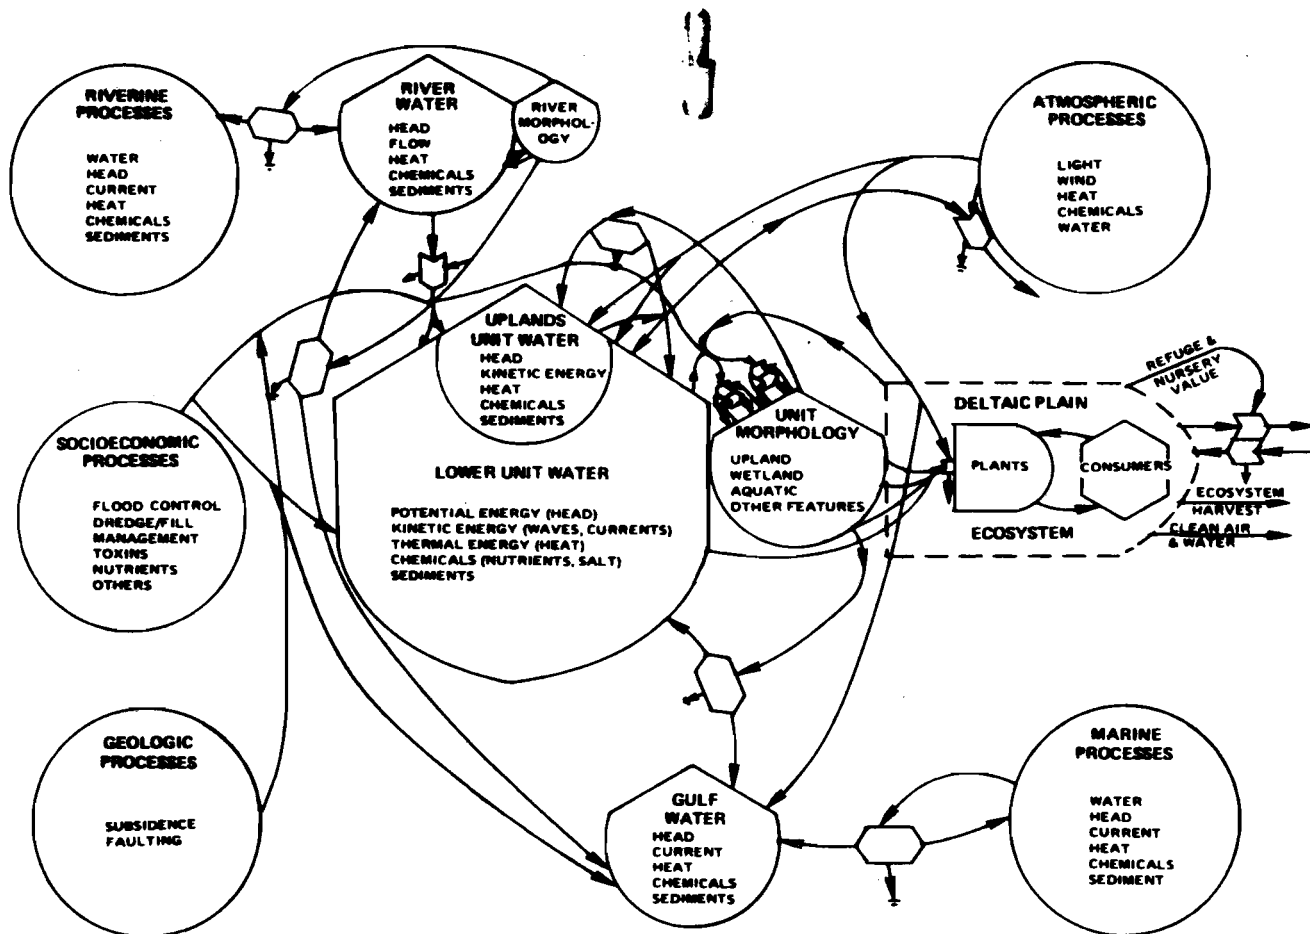 RIVERINE
PROCESSES
WATER
HEAD
CURRENT
HEAT
CHEMICALS
SEDIMENTS
RIVER
WATER
HEAD
FLOW
HEAT
CHEMICALS
SEDIMENTS
RIVER
MORPHOL-
OGY
ATMOSPHERIC
PROCESSES
LIGHT
WIND
HEAT
CHEMICALS
WATER
UPLANDS
UNIT WATER
HEAD
KINETIC ENERGY
HEAT
CHEMICALS
SEDIMENTS
SOCIOECONOMIC
PROCESSES
FLOOD CONTROL
DREDGE/FILL
MANAGEMENT
TOXINS
NUTRIENTS
OTHERS
LOWER UNIT WATER
POTENTIAL ENERGY (HEAD)
KINETIC ENERGY (WAVES, CURRENTS)
THERMAL ENERGY (HEAT)
CHEMICALS (NUTRIENTS, SALT)
SEDIMENTS
UNIT
MORPHOLOGY
UPLAND
WETLAND
AQUATIC
OTHER FEATURES
DELTAIC PLAIN
PLANTS
CONSUMERS
ECOSYSTEM
REFUGE &
NURSERY
VALUE
ECOSYSTEM
HARVEST
CLEAN AIR
& WATER
GEOLOGIC
PROCESSES
SUBSIDENCE
FAULTING
GULF
WATER
HEAD
CURRENT
HEAT
CHEMICALS
SEDIMENTS
MARINE
PROCESSES
WATER
HEAD
CURRENT
HEAT
CHEMICALS
SEDIMENT